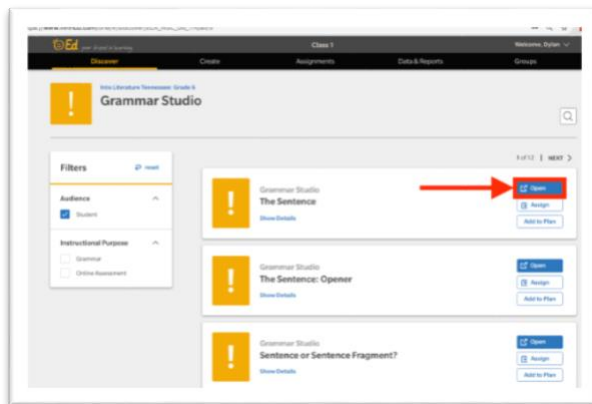 Ed
Class 1
Welcome, Dylan
Discover
Create
Assignments
Data & Reports
Groups
Into Literature Tennessee: Grade 6
Grammar Studio
1 of 12 | NEXT
Filters
reset
Audience
Student
Instructional Purpose
Grammar
Online Assessment
Grammar Studio
The Sentence
Show Details
Open
Assign
Add to Plan
Grammar Studio
The Sentence: Opener
Show Details
Open
Assign
Add to Plan
Grammar Studio
Sentence or Sentence Fragment?
Show Details
Open
Assign
Add to Plan